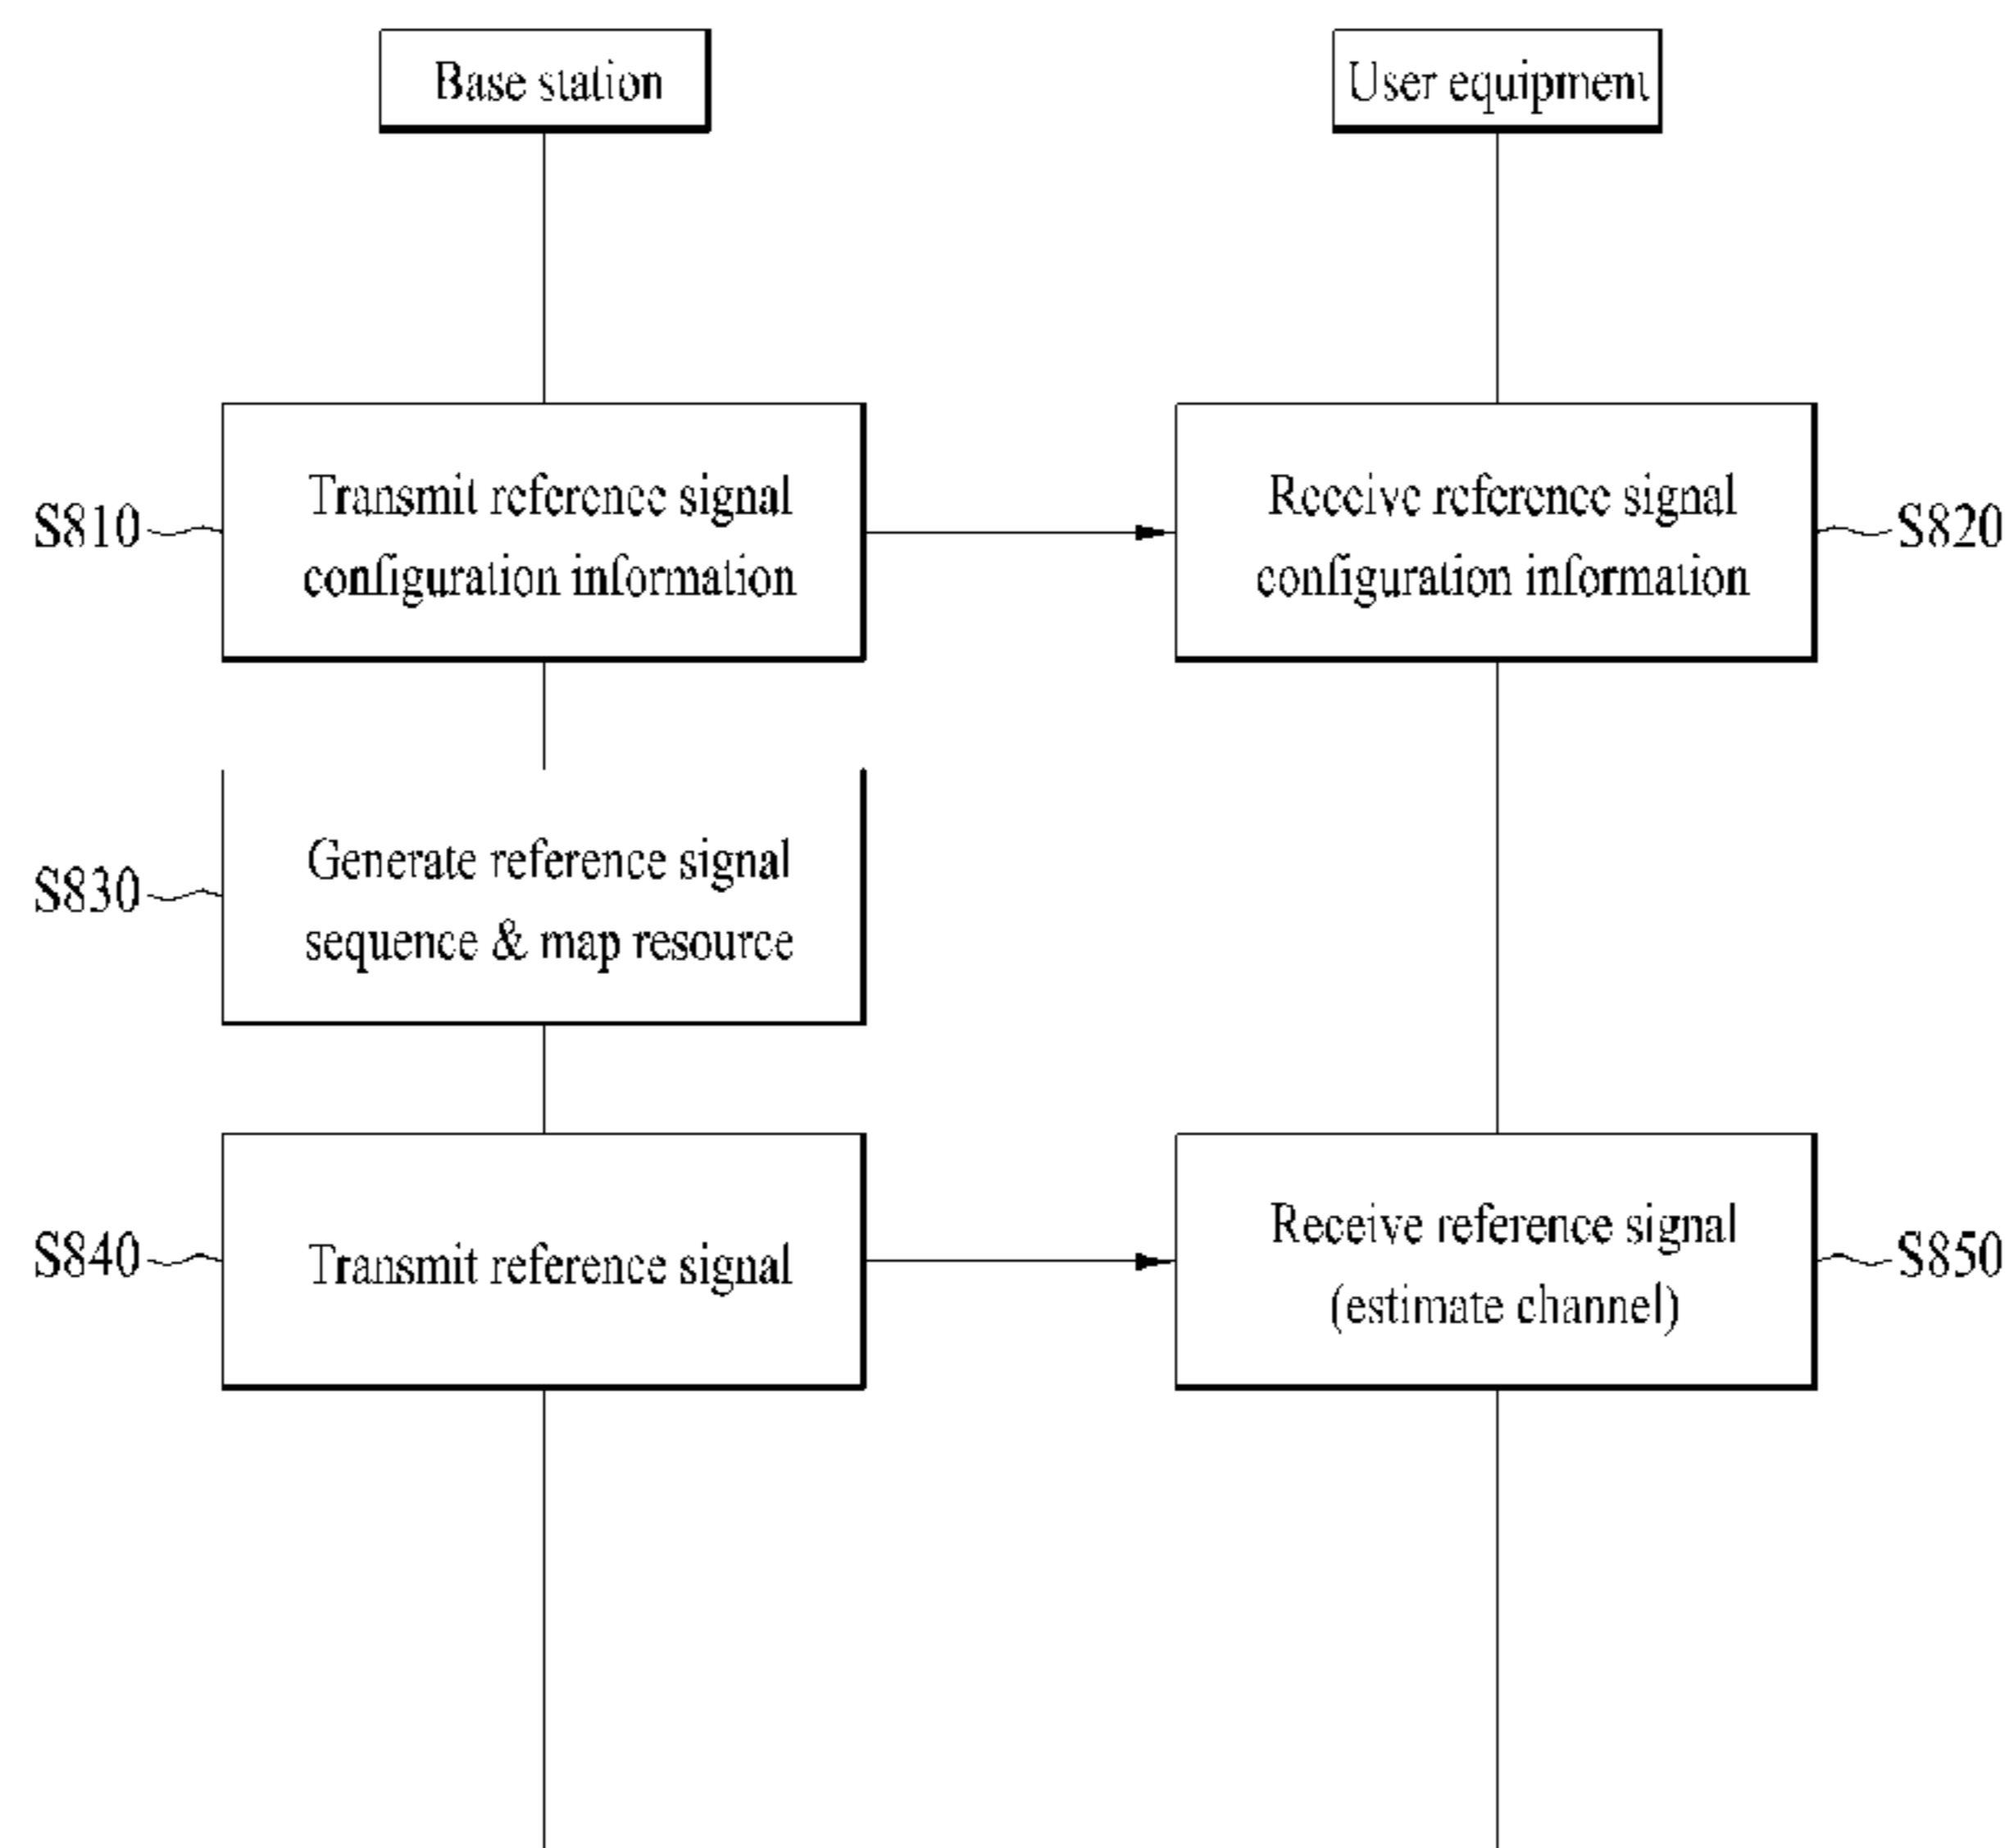 Base station
User equipment
S810
Transmit reference signal
configuration information
Receive reference signal
configuration information
S820
S830
Generate reference signal
sequence & map resource
S840
Transmit reference signal
Receive reference signal
(estimate channel)
S850